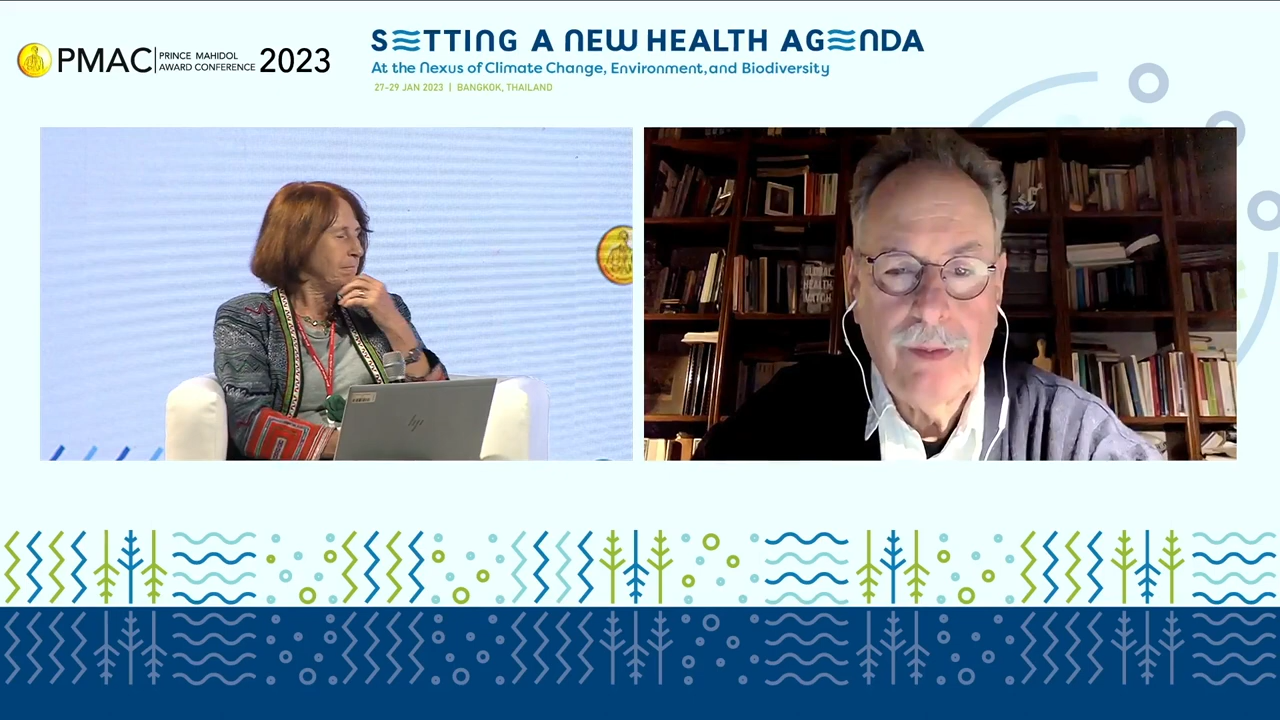 PMAC
PRINCE MAHIDOL
AWARD CONFERENCE
2023
SETTING A NEW HEALTH AGENDA
At the Nexus of Climate Change, Environment, and Biodiversity
27-29 JAN 2023 | BANGKOK, THAILAND
GLOBAL
HEALTH
WATCH
hp